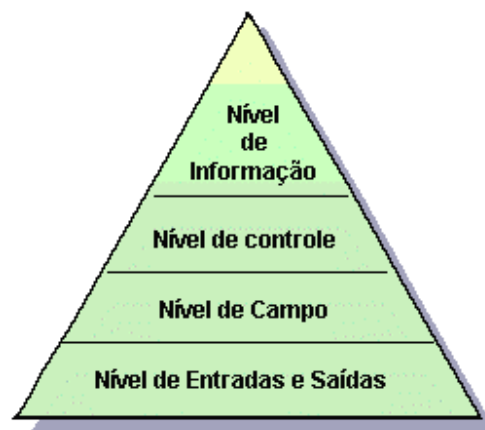 Nível
de
Informação
Nível de controle
Nível de Campo
Nível de Entradas e Saídas